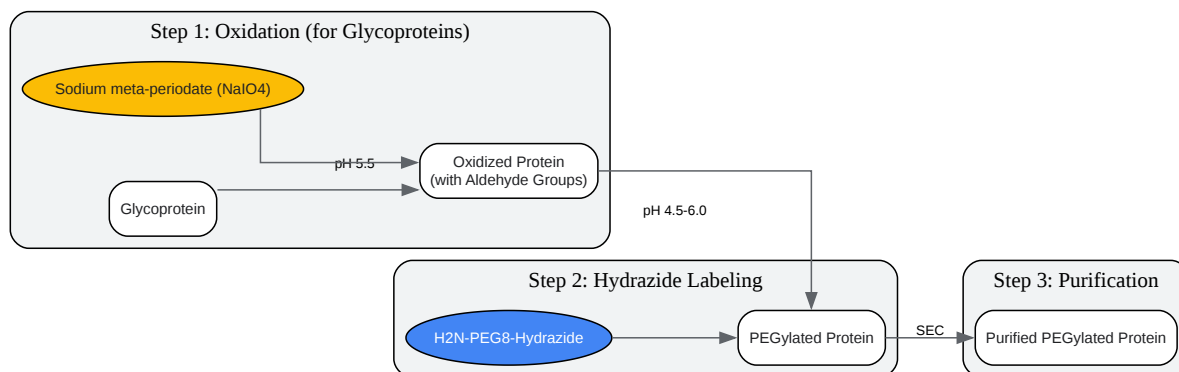 Step 1: Oxidation (for Glycoproteins)
Sodium meta-periodate (NaIO4)
pH 5.5
Oxidized Protein
(with Aldehyde Groups)
Glycoprotein
pH 4.5-6.0
Step 2: Hydrazide Labeling
H2N-PEG8-Hydrazide
PEGylated Protein
SEC
Step 3: Purification
Purified PEGylated Protein